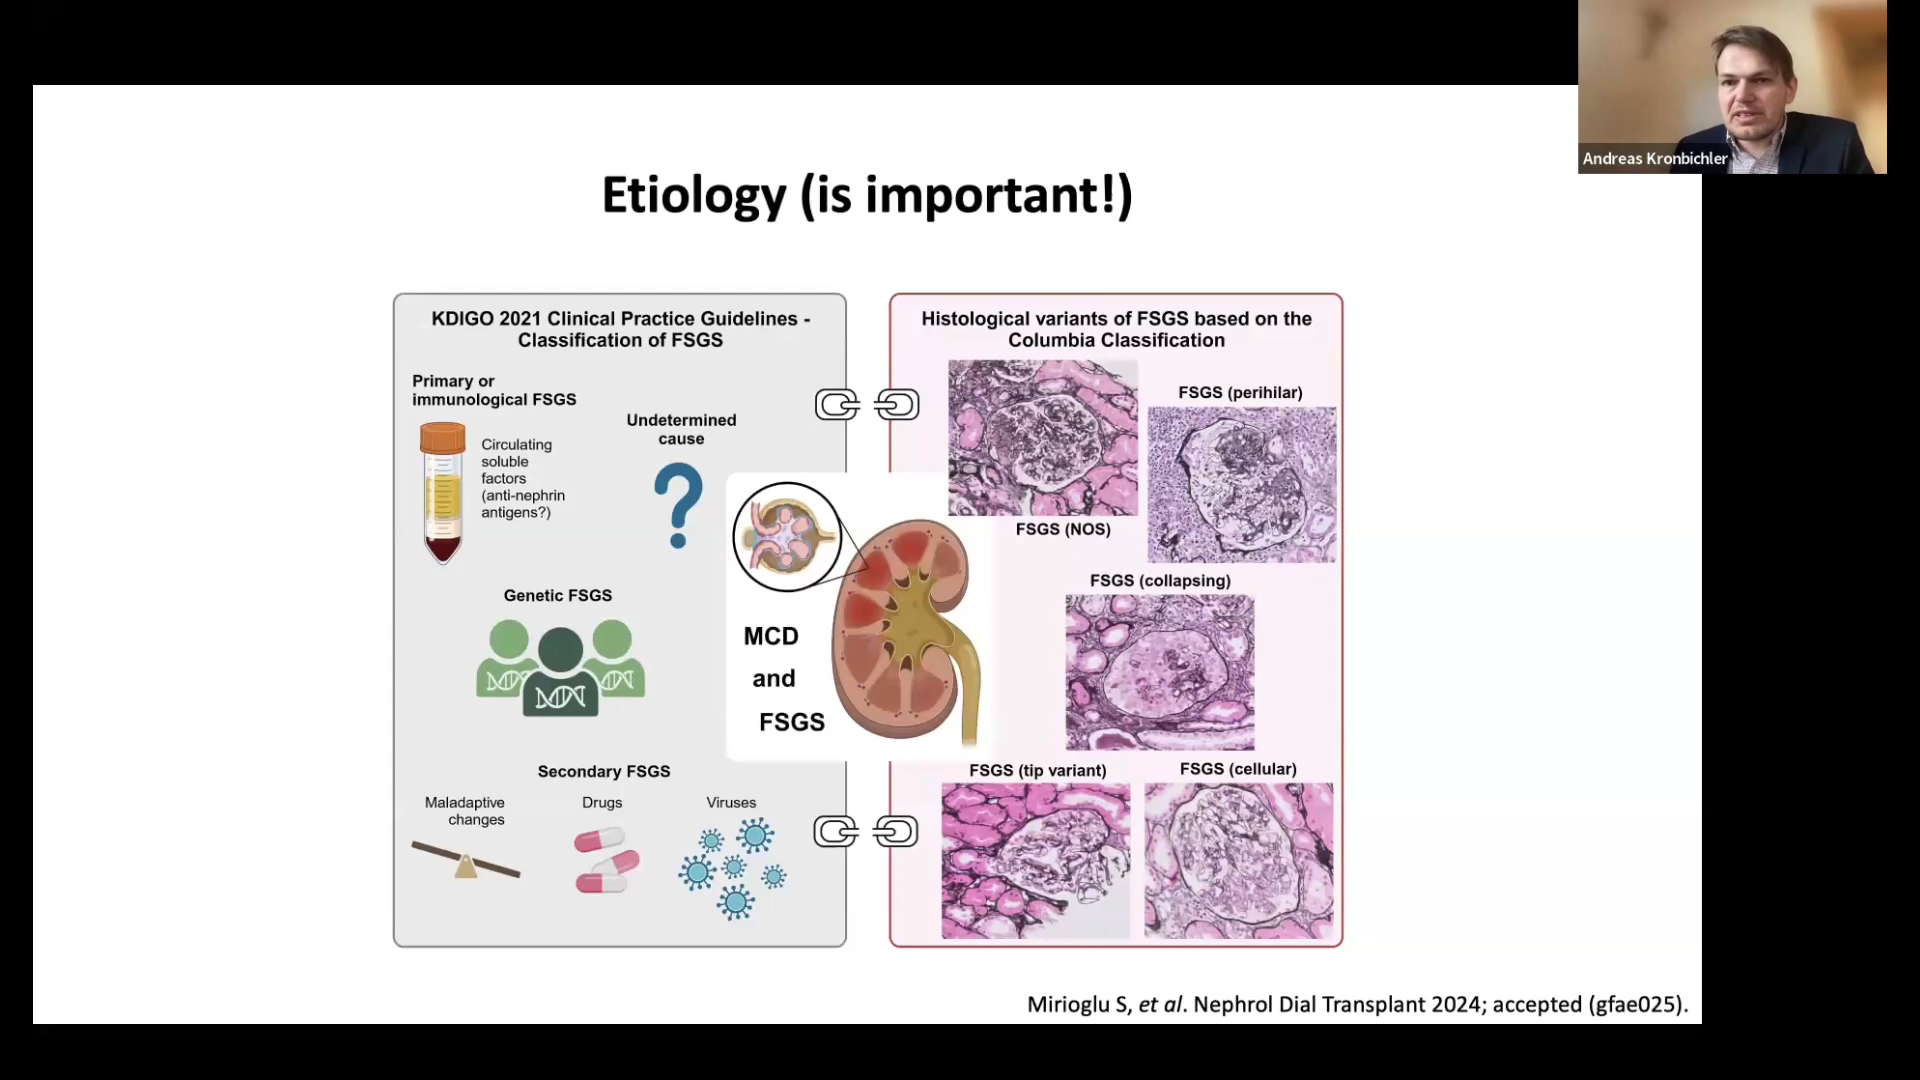 Andreas Kronbichler
Etiology (is important!)
KDIGO 2021 Clinical Practice Guidelines -
Classification of FSGS
Primary or
immunological FSGS
Circulating
soluble
factors
(anti-nephrin
antigens?)
Undetermined
cause
Genetic FSGS
Secondary FSGS
Maladaptive
changes
Drugs
Viruses
MCD
and
FSGS
Histological variants of FSGS based on the
Columbia Classification
FSGS (NOS)
FSGS (perihilar)
FSGS (collapsing)
FSGS (tip variant)
FSGS (cellular)
Mirioglu S, et al. Nephrol Dial Transplant 2024; accepted (gfae025).